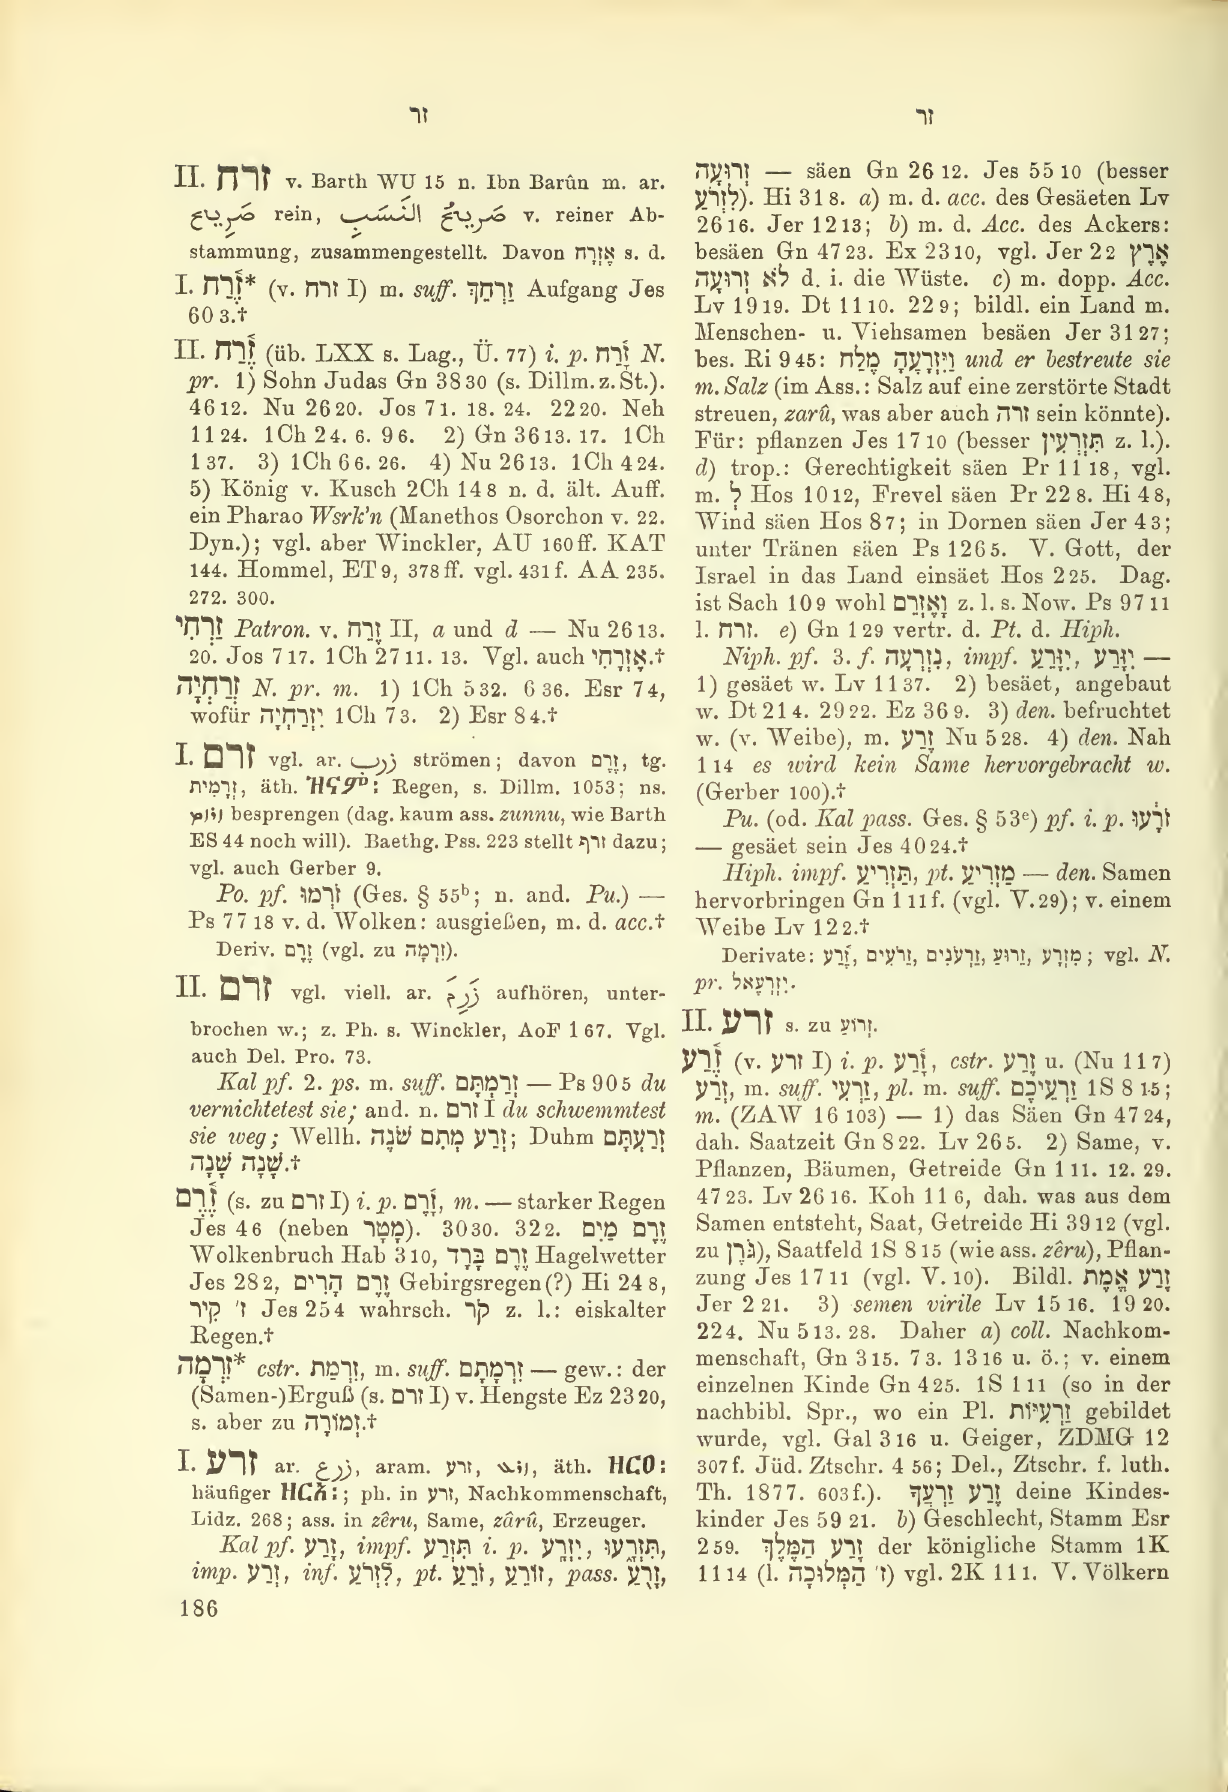 זר
זר
II. זרח v. Barth WU 15 n. Ibn Barûn m. ar.
صَرِيح rein, صَرِيحُ النَّسَبِ v. reiner Ab-
stammung, zusammengestellt. Davon אֶזְרָח s. d.
I. זֶרַח* (v. זרח I) m. suff. זַרְחֵךְ Aufgang Jes
60 3.†
II. זֶרַח (üb. LXX s. Lag., Ü. 77) i. p. זָרַח N.
pr. 1) Sohn Judas Gn 38 30 (s. Dillm. z. St.).
46 12. Nu 26 20. Jos 7 1. 18. 24. 22 20. Neh
11 24. 1Ch 2 4. 6. 9 6. 2) Gn 36 13. 17. 1Ch
1 37. 3) 1Ch 6 6. 26. 4) Nu 26 13. 1Ch 4 24.
5) König v. Kusch 2Ch 14 8 n. d. ält. Auff.
ein Pharao Wsrk’n (Manethos Osorchon v. 22.
Dyn.); vgl. aber Winckler, AU 160 ff. KAT
144. Hommel, ET 9, 378 ff. vgl. 431 f. AA 235.
272. 300.
זַרְחִי Patron. v. זֶרַח II, a und d — Nu 26 13.
20. Jos 7 17. 1Ch 27 11. 13. Vgl. auch אֶזְרָחִי.†
זְרַחְיָה N. pr. m. 1) 1Ch 5 32. 6 36. Esr 7 4,
wofür יִזְרַחְיָה 1Ch 7 3. 2) Esr 8 4.†
I. זרם vgl. ar. زرب strömen; davon זֶרֶם, tg.
זַרְמִית, äth. Regen, s. Dillm. 1053; ns.
besprengen (dag. kaum ass. zunnu, wie Barth
ES 44 noch will). Baethg. Pss. 223 stellt זרף dazu;
vgl. auch Gerber 9.
Po. pf. זֹרְמוּ (Ges. § 55ᵇ; n. and. Pu.) —
Ps 77 18 v. d. Wolken: ausgießen, m. d. acc.†
Deriv. זֶרֶם (vgl. zu זִרְמָה).
II. זרם vgl. viell. ar. زَرِمَ aufhören, unter-
brochen w.; z. Ph. s. Winckler, AoF 1 67. Vgl.
auch Del. Pro. 73.
Kal pf. 2. ps. m. suff. זְרַמְתָּם — Ps 90 5 du
vernichtetest sie; and. n. זרם I du schwemmtest
sie weg; Wellh. זֶרַע מִתָּם שֵׁנָה; Duhm זְרַעְתָּם
שָׁנָה שָׁנָה.†
זֶרֶם (s. zu זרם I) i. p. זָרֶם, m. — starker Regen
Jes 4 6 (neben מָטָר). 30 30. 32 2. זֶרֶם מַיִם
Wolkenbruch Hab 3 10, זֶרֶם בָּרָד Hagelwetter
Jes 28 2, זֶרֶם הָרִים Gebirgsregen(?) Hi 24 8,
ז׳ קִיר Jes 25 4 wahrsch. קֹר z. l.: eiskalter
Regen.†
זִרְמָה* cstr. זִרְמַת, m. suff. זִרְמָתָם — gew.: der
(Samen-)Erguß (s. זרם I) v. Hengste Ez 23 20,
s. aber zu זְמוֹרָה.†
I. זרע ar. زرع, aram. זרע, äth. ዘርዐ:
häufiger ዘርአ:; ph. in זרע, Nachkommenschaft,
Lidz. 268; ass. in zêru, Same, zârû, Erzeuger.
Kal pf. זָרַע, impf. תִּזְרַע i. p. יִזְרָע, תִּזְרָעוּ,
imp. זְרַע, inf. לִזְרֹעַ, pt. זֹרֵעַ, זוֹרֵעַ, pass. זָרֻעַ,
186
זְרוּעָה — säen Gn 26 12. Jes 55 10 (besser
לִזְרֹעַ). Hi 31 8. a) m. d. acc. des Gesäeten Lv
26 16. Jer 12 13; b) m. d. Acc. des Ackers:
besäen Gn 47 23. Ex 23 10, vgl. Jer 2 2 אֶרֶץ
לֹא זְרוּעָה d. i. die Wüste. c) m. dopp. Acc.
Lv 19 19. Dt 11 10. 22 9; bildl. ein Land m.
Menschen- u. Viehsamen besäen Jer 31 27;
bes. Ri 9 45: וַיִּזְרָעֶהָ מֶלַח und er bestreute sie
m. Salz (im Ass.: Salz auf eine zerstörte Stadt
streuen, zarû, was aber auch זרה sein könnte).
Für: pflanzen Jes 17 10 (besser תִּזְרָעִין z. l.).
d) trop.: Gerechtigkeit säen Pr 11 18, vgl.
m. לְ Hos 10 12, Frevel säen Pr 22 8. Hi 4 8,
Wind säen Hos 8 7; in Dornen säen Jer 4 3;
unter Tränen säen Ps 126 5. V. Gott, der
Israel in das Land einsäet Hos 2 25. Dag.
ist Sach 10 9 wohl וָאֶזְרֵם z. l. s. Now. Ps 97 11
l. זרח. e) Gn 1 29 vertr. d. Pt. d. Hiph.
Niph. pf. 3. f. נִזְרְעָה, impf. יִזָּרֵעַ, יִזָּרַע —
1) gesäet w. Lv 11 37. 2) besäet, angebaut
w. Dt 21 4. 29 22. Ez 36 9. 3) den. befruchtet
w. (v. Weibe), m. זֶרַע Nu 5 28. 4) den. Nah
1 14 es wird kein Same hervorgebracht w.
(Gerber 100).†
Pu. (od. Kal pass. Ges. § 53ᵉ) pf. i. p. זֹרָעוּ
— gesäet sein Jes 40 24.†
Hiph. impf. תַּזְרִיעַ, pt. מַזְרִיעַ — den. Samen
hervorbringen Gn 1 11 f. (vgl. V. 29); v. einem
Weibe Lv 12 2.†
Derivate: זֶרַע, זֵרֹעִים, זֵרְעֹנִים, זֵרוּעַ, מִזְרָע; vgl. N.
pr. יִזְרְעֶאל.
II. זרע s. zu זְרוֹעַ.
זֶרַע (v. זרע I) i. p. זָרַע, cstr. זֶרַע u. (Nu 11 7)
זְרַע, m. suff. זַרְעִי, pl. m. suff. זַרְעֵיכֶם 1S 8 15;
m. (ZAW 16 103) — 1) das Säen Gn 47 24,
dah. Saatzeit Gn 8 22. Lv 26 5. 2) Same, v.
Pflanzen, Bäumen, Getreide Gn 1 11. 12. 29.
47 23. Lv 26 16. Koh 11 6, dah. was aus dem
Samen entsteht, Saat, Getreide Hi 39 12 (vgl.
zu גֹּרֶן), Saatfeld 1S 8 15 (wie ass. zêru), Pflan-
zung Jes 17 11 (vgl. V. 10). Bildl. זֶרַע אֱמֶת
Jer 2 21. 3) semen virile Lv 15 16. 19 20.
22 4. Nu 5 13. 28. Daher a) coll. Nachkom-
menschaft, Gn 3 15. 7 3. 13 16 u. ö.; v. einem
einzelnen Kinde Gn 4 25. 1S 1 11 (so in der
nachbibl. Spr., wo ein Pl. זַרְעִיּוֹת gebildet
wurde, vgl. Gal 3 16 u. Geiger, ZDMG 12
307 f. Jüd. Ztschr. 4 56; Del., Ztschr. f. luth.
Th. 1877. 603 f.). זֶרַע זַרְעֲךָ deine Kindes-
kinder Jes 59 21. b) Geschlecht, Stamm Esr
2 59. זֶרַע הַמֶּלֶךְ der königliche Stamm 1K
11 14 (l. ז׳ הַמְּלוּכָה) vgl. 2K 11 1. V. Völkern